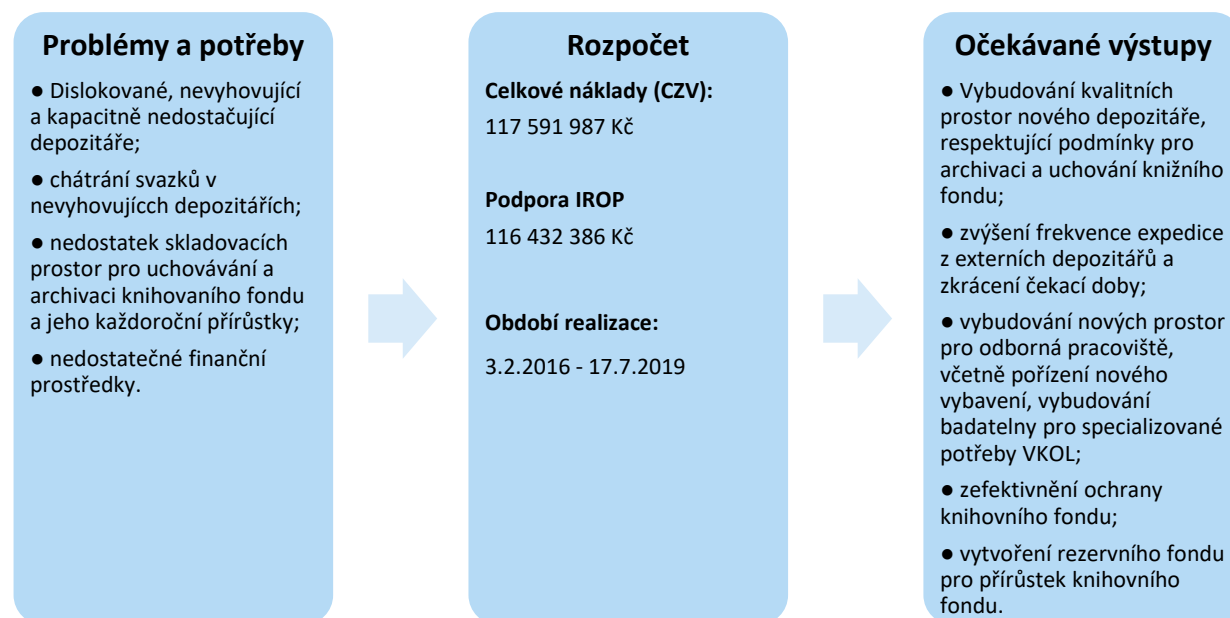 Problémy a potřeby
● Dislokované, nevyhovující
a kapacitně nedostačující
depozitáře;
● chátrání svazků v
nevyhovujícch depozitářích;
● nedostatek skladovacích
prostor pro uchovávání a
archivaci knihovaního fondu
a jeho každoroční přírůstky;
● nedostatečné finanční
prostředky.
Rozpočet
Celkové náklady (CZV):
117 591 987 Kč
Podpora IROP
116 432 386 Kč
Období realizace:
3.2.2016 - 17.7.2019
Očekávané výstupy
● Vybudování kvalitních
prostor nového depozitáře,
respektující podmínky pro
archivaci a uchování knižního
fondu;
● zvýšení frekvence expedice
z externích depozitářů a
zkrácení čekací doby;
● vybudování nových prostor
pro odborná pracoviště,
včetně pořízení nového
vybavení, vybudování
badatelny pro specializované
potřeby VKOL;
● zefektivnění ochrany
knihovního fondu;
● vytvoření rezervního fondu
pro přírůstek knihovního
fondu.